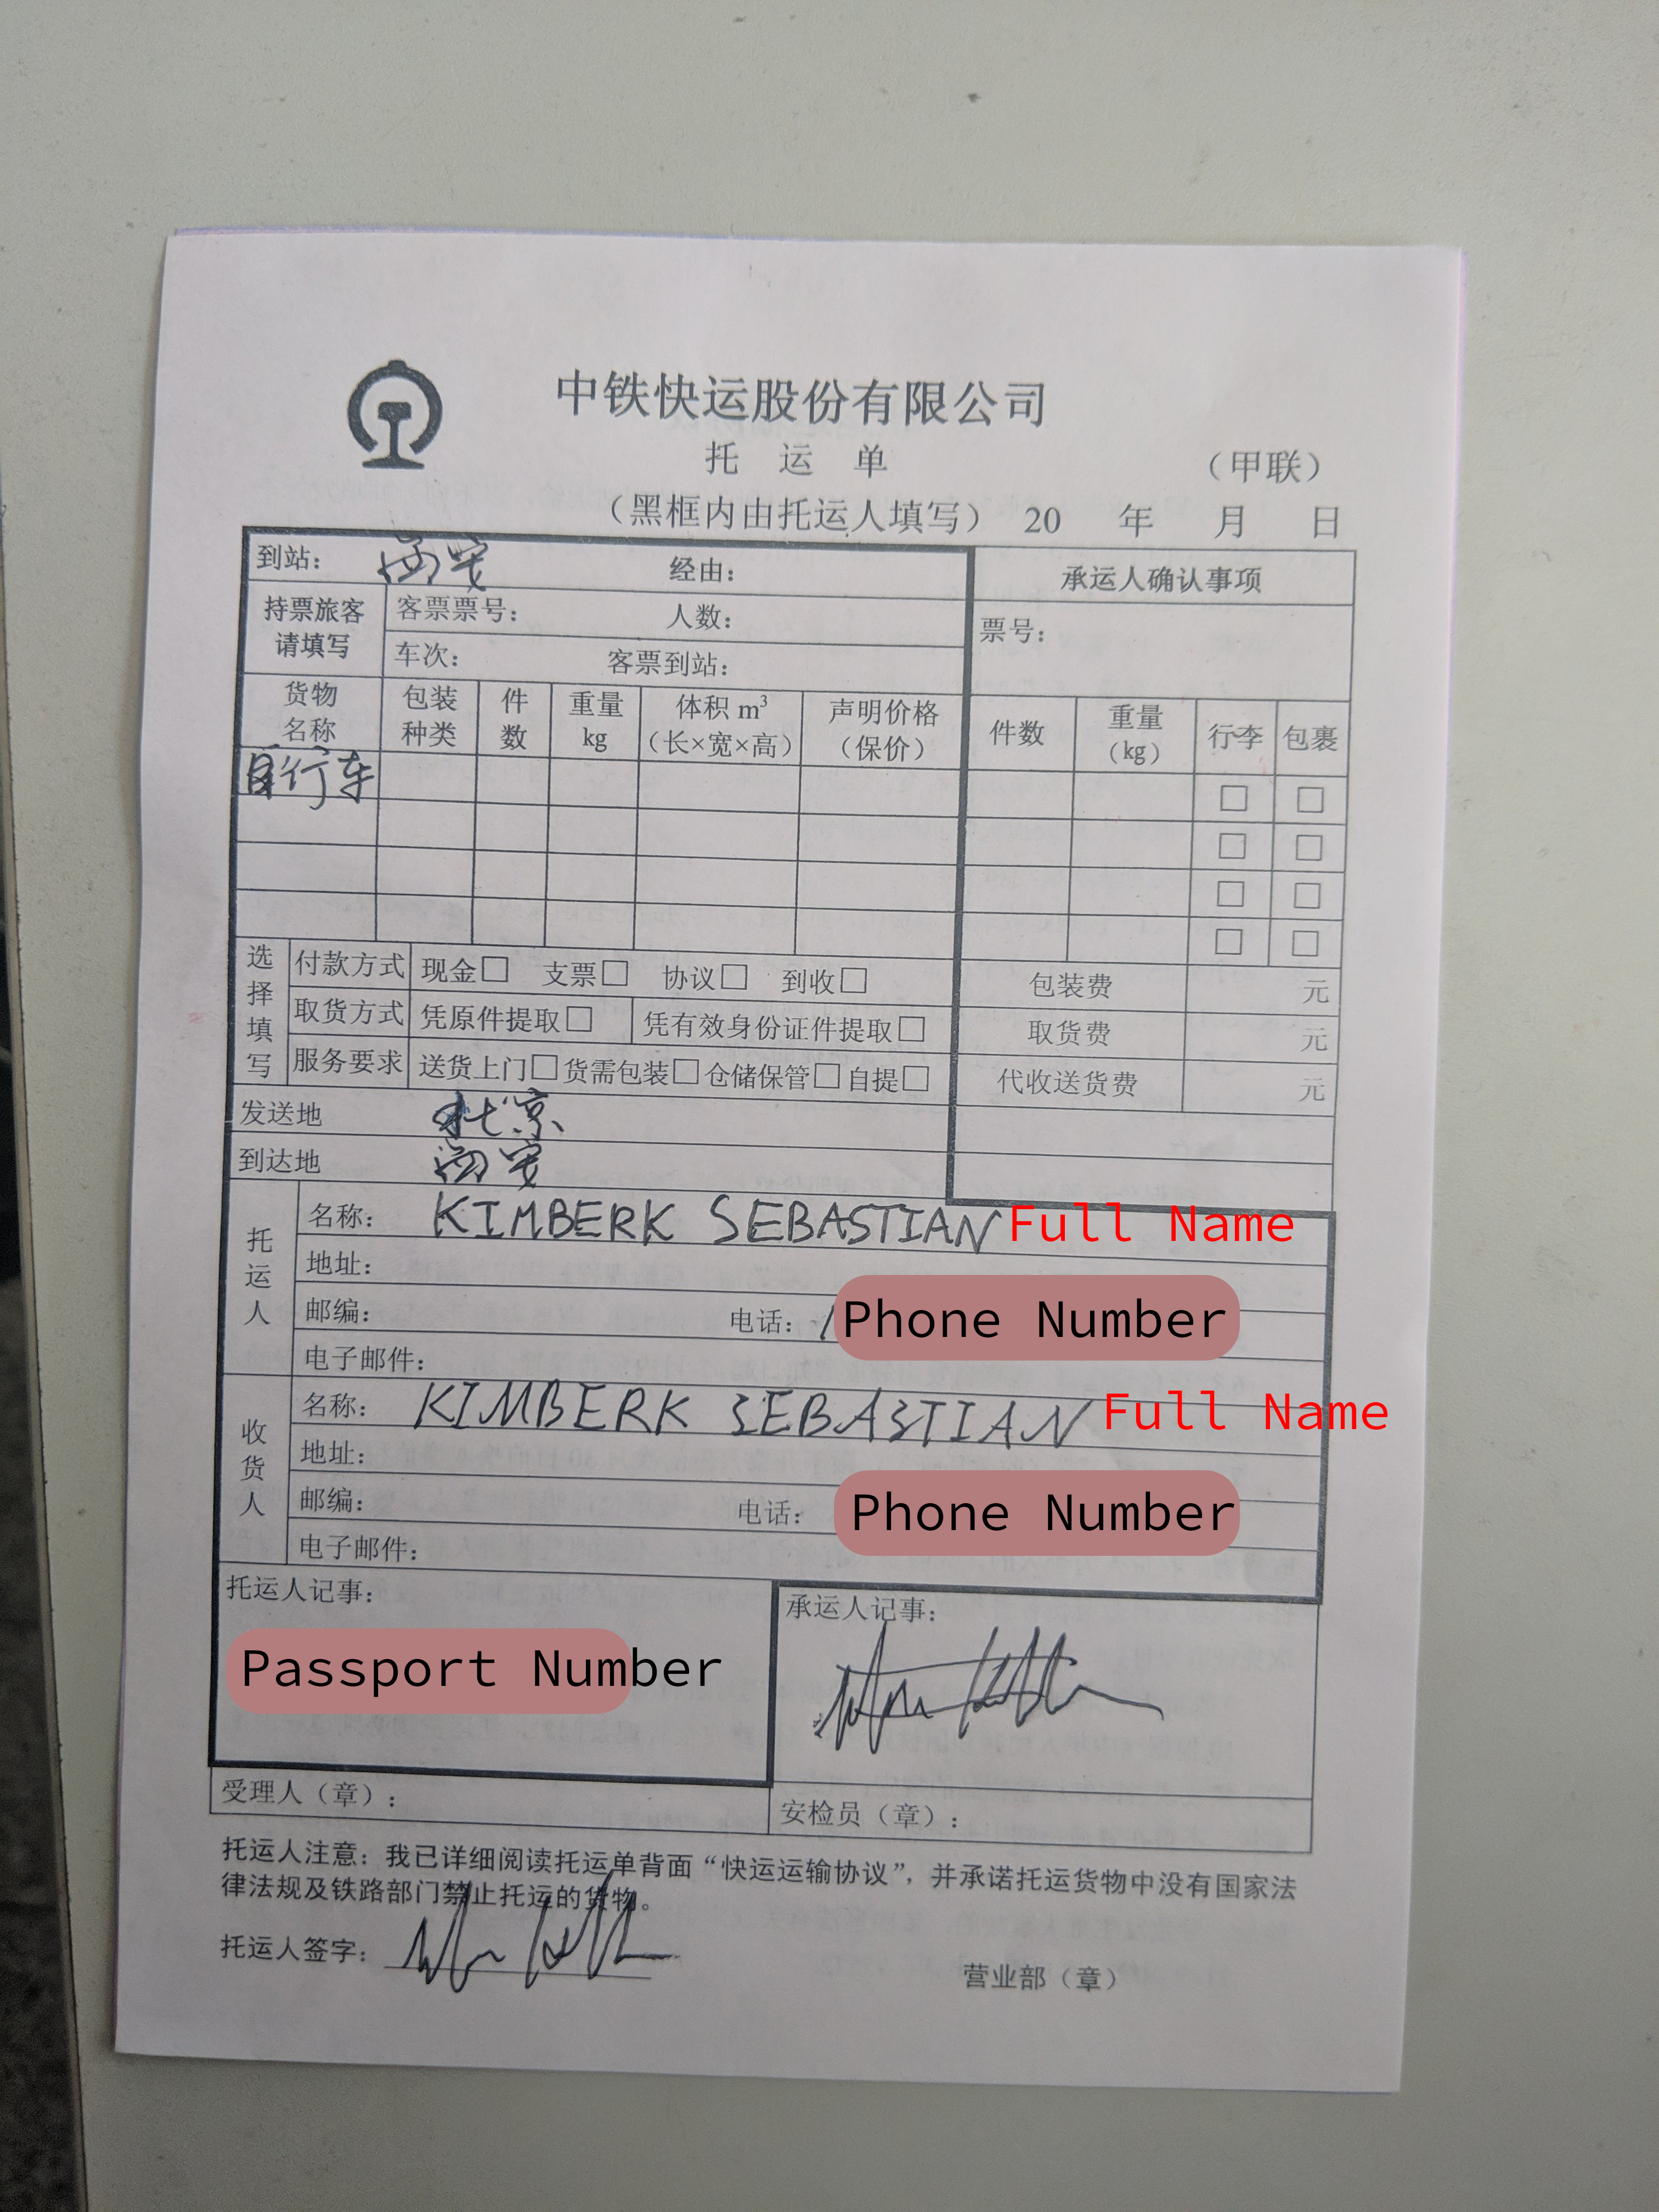 中铁快运股份有限公司
托 运 单
（甲联）
（黑框内由托运人填写） 20 年 月 日
到站： 西安 经由：
承运人确认事项
持票旅客请填写
客票票号： 人数：
车次： 客票到站：
票号：
货物名称 包装种类 件数 重量kg 体积 m³（长×宽×高） 声明价格（保价） 件数 重量（kg） 行李 包裹
自行车 □ □
□ □
□ □
□ □
选择填写
付款方式 现金□ 支票□ 协议□ 到收□ 包装费 元
取货方式 凭原件提取□ 凭有效身份证件提取□ 取货费 元
服务要求 送货上门□ 货需包装□ 仓储保管□ 自提□ 代收送货费 元
发送地 北京
到达地 西安
托运人
名称： KIMBERK SEBASTIAN Full Name
地址：
邮编： 电话： Phone Number
电子邮件：
收货人
名称： KIMBERK SEBASTIAN Full Name
地址：
邮编： 电话： Phone Number
电子邮件：
托运人记事： 承运人记事：
Passport Number
受理人（章）： 安检员（章）：
托运人注意：我已详细阅读托运单背面“快运运输协议”，并承诺托运货物中没有国家法
律法规及铁路部门禁止托运的货物。
托运人签字：
营业部（章）